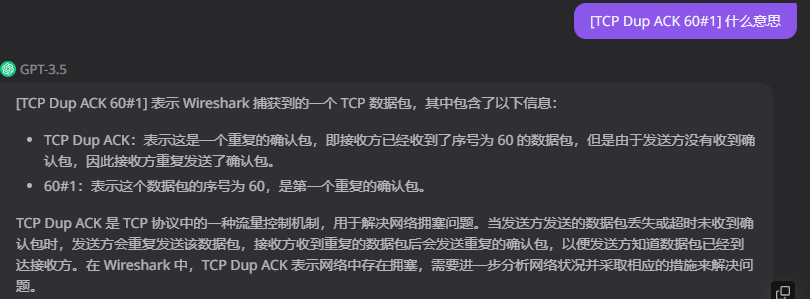 [TCP Dup ACK 60#1] 什么意思
GPT-3.5
[TCP Dup ACK 60#1] 表示 Wireshark 捕获到的一个 TCP 数据包，其中包含了以下信息：
• TCP Dup ACK：表示这是一个重复的确认包，即接收方已经收到了序号为 60 的数据包，但是由于发送方没有收到确
认包，因此接收方重复发送了确认包。
• 60#1：表示这个数据包的序号为 60，是第一个重复的确认包。
TCP Dup ACK 是 TCP 协议中的一种流量控制机制，用于解决网络拥塞问题。当发送方发送的数据包丢失或超时未收到确
认包时，发送方会重复发送该数据包，接收方收到重复的数据包后会发送重复的确认包，以便发送方知道数据包已经到
达接收方。在 Wireshark 中，TCP Dup ACK 表示网络中存在拥塞，需要进一步分析网络状况并采取相应的措施来解决问
题。